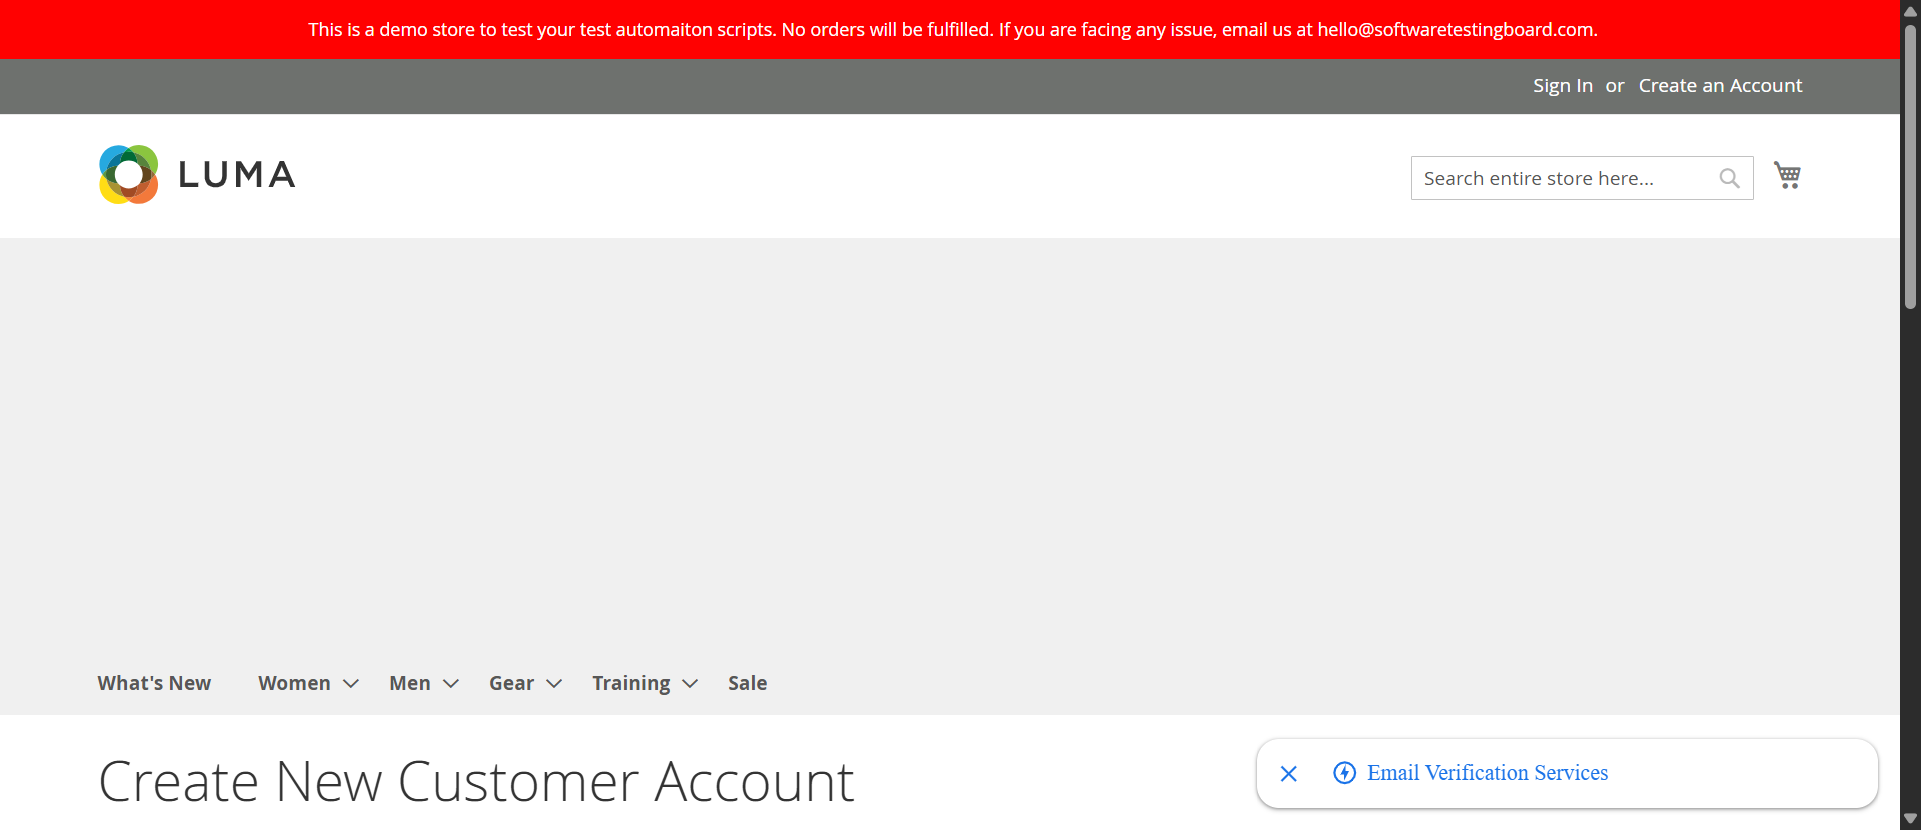 This is a demo store to test your test automaiton scripts. No orders will be fulfilled. If you are facing any issue, email us at hello@softwaretestingboard.com.
Sign In or Create an Account
LUMA
Search entire store here...
What's New Women Men Gear Training Sale
Create New Customer Account
Email Verification Services